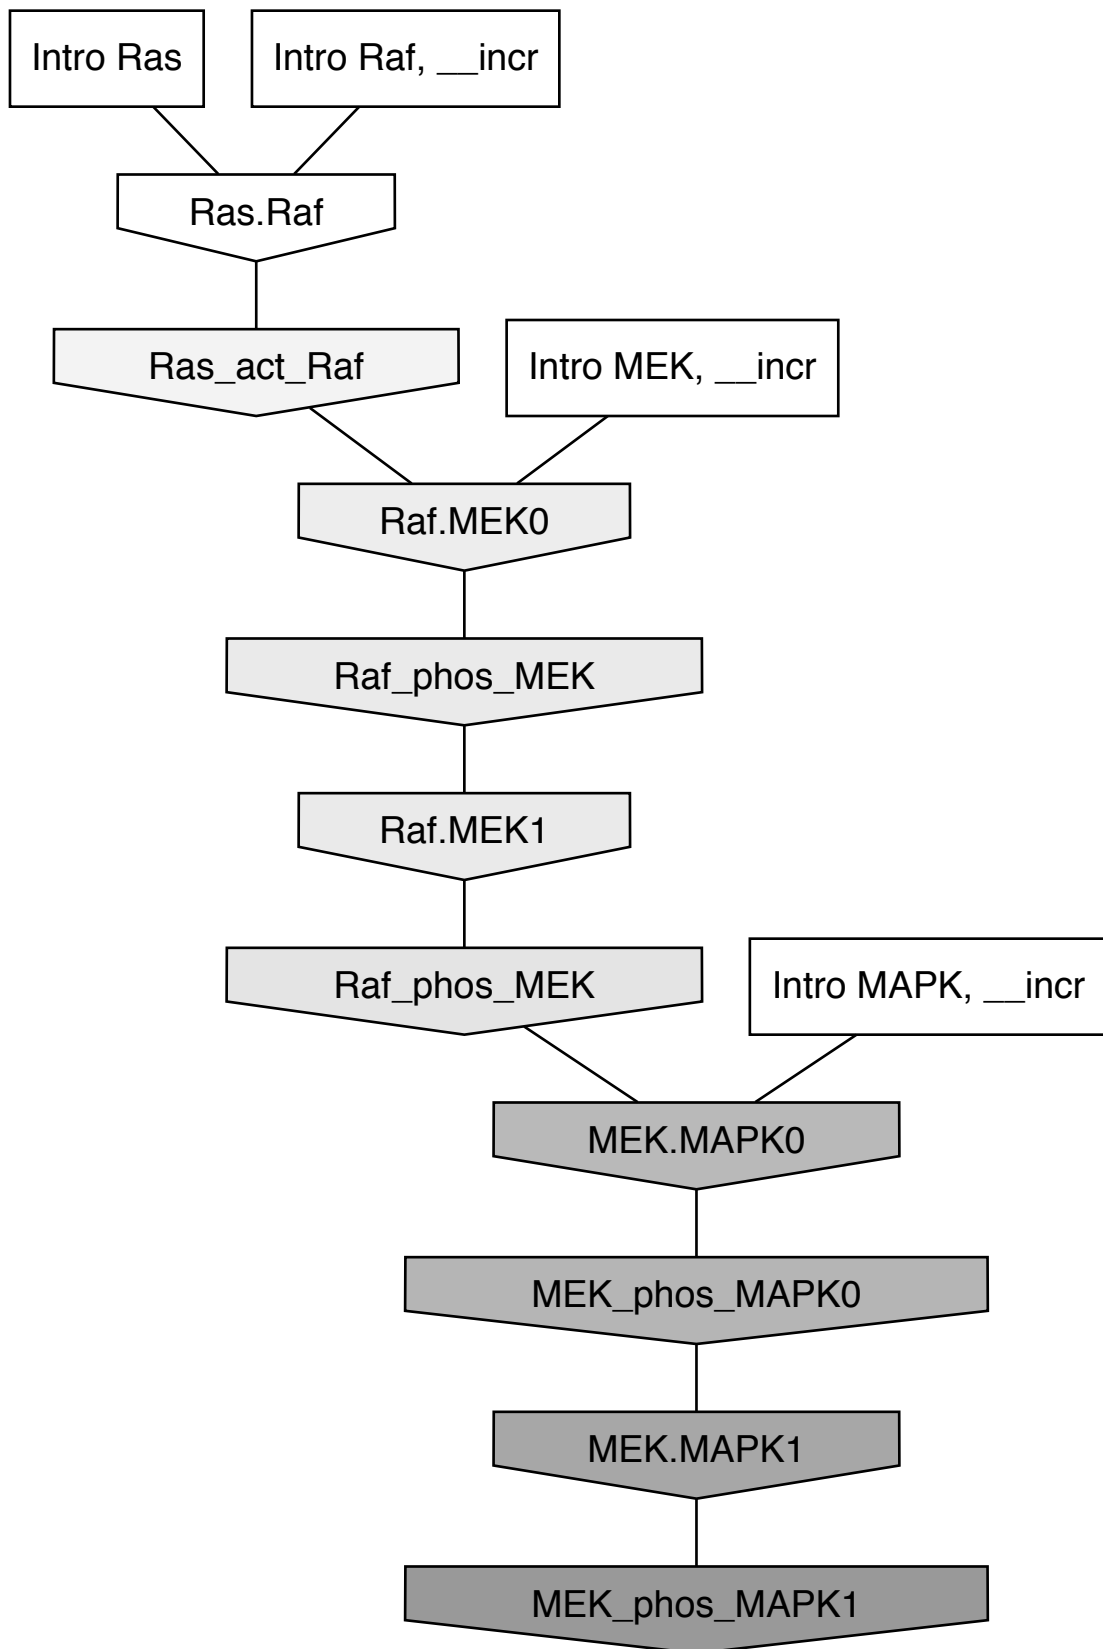 Intro Ras
Intro Raf, __incr
Ras.Raf
Ras_act_Raf
Intro MEK, __incr
Raf.MEK0
Raf_phos_MEK
Raf.MEK1
Raf_phos_MEK
Intro MAPK, __incr
MEK.MAPK0
MEK_phos_MAPK0
MEK.MAPK1
MEK_phos_MAPK1